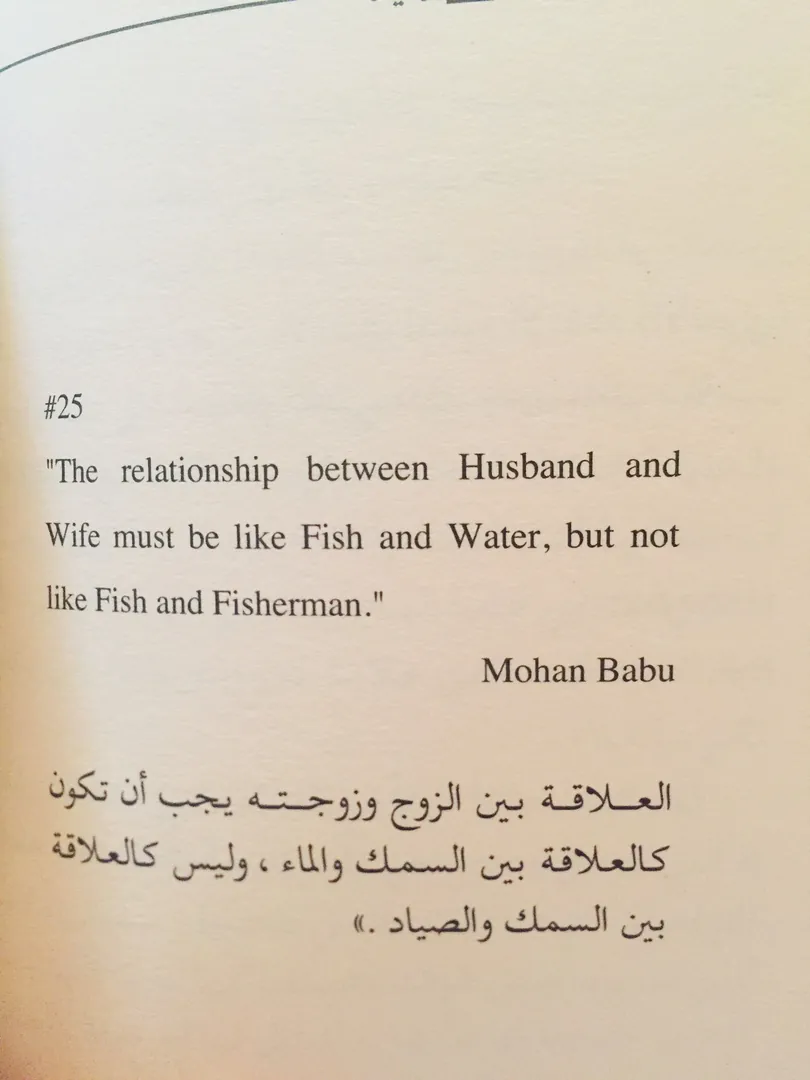 #25
"The relationship between Husband and
Wife must be like Fish and Water, but not
like Fish and Fisherman."
Mohan Babu
العلاقة بين الزوج وزوجته يجب أن تكون
كالعلاقة بين السمك والماء ، وليس كالعلاقة
بين السمك والصياد .»